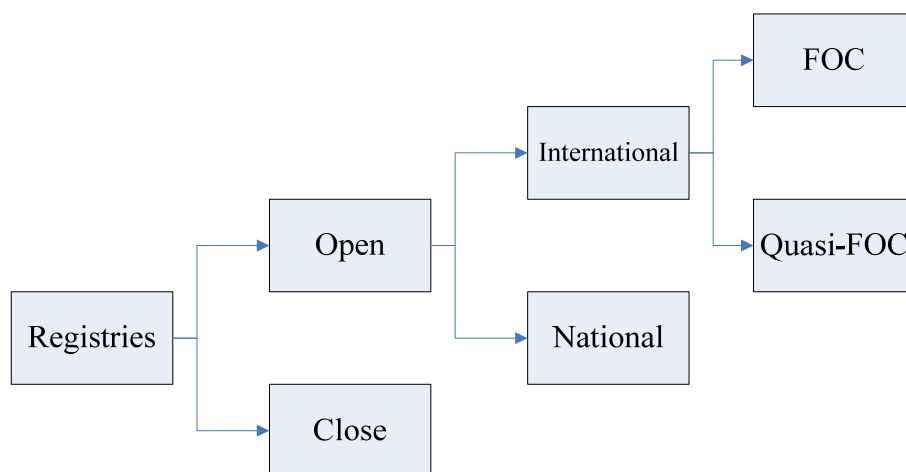 FOC
International
Open
Quasi-FOC
Registries
National
Close